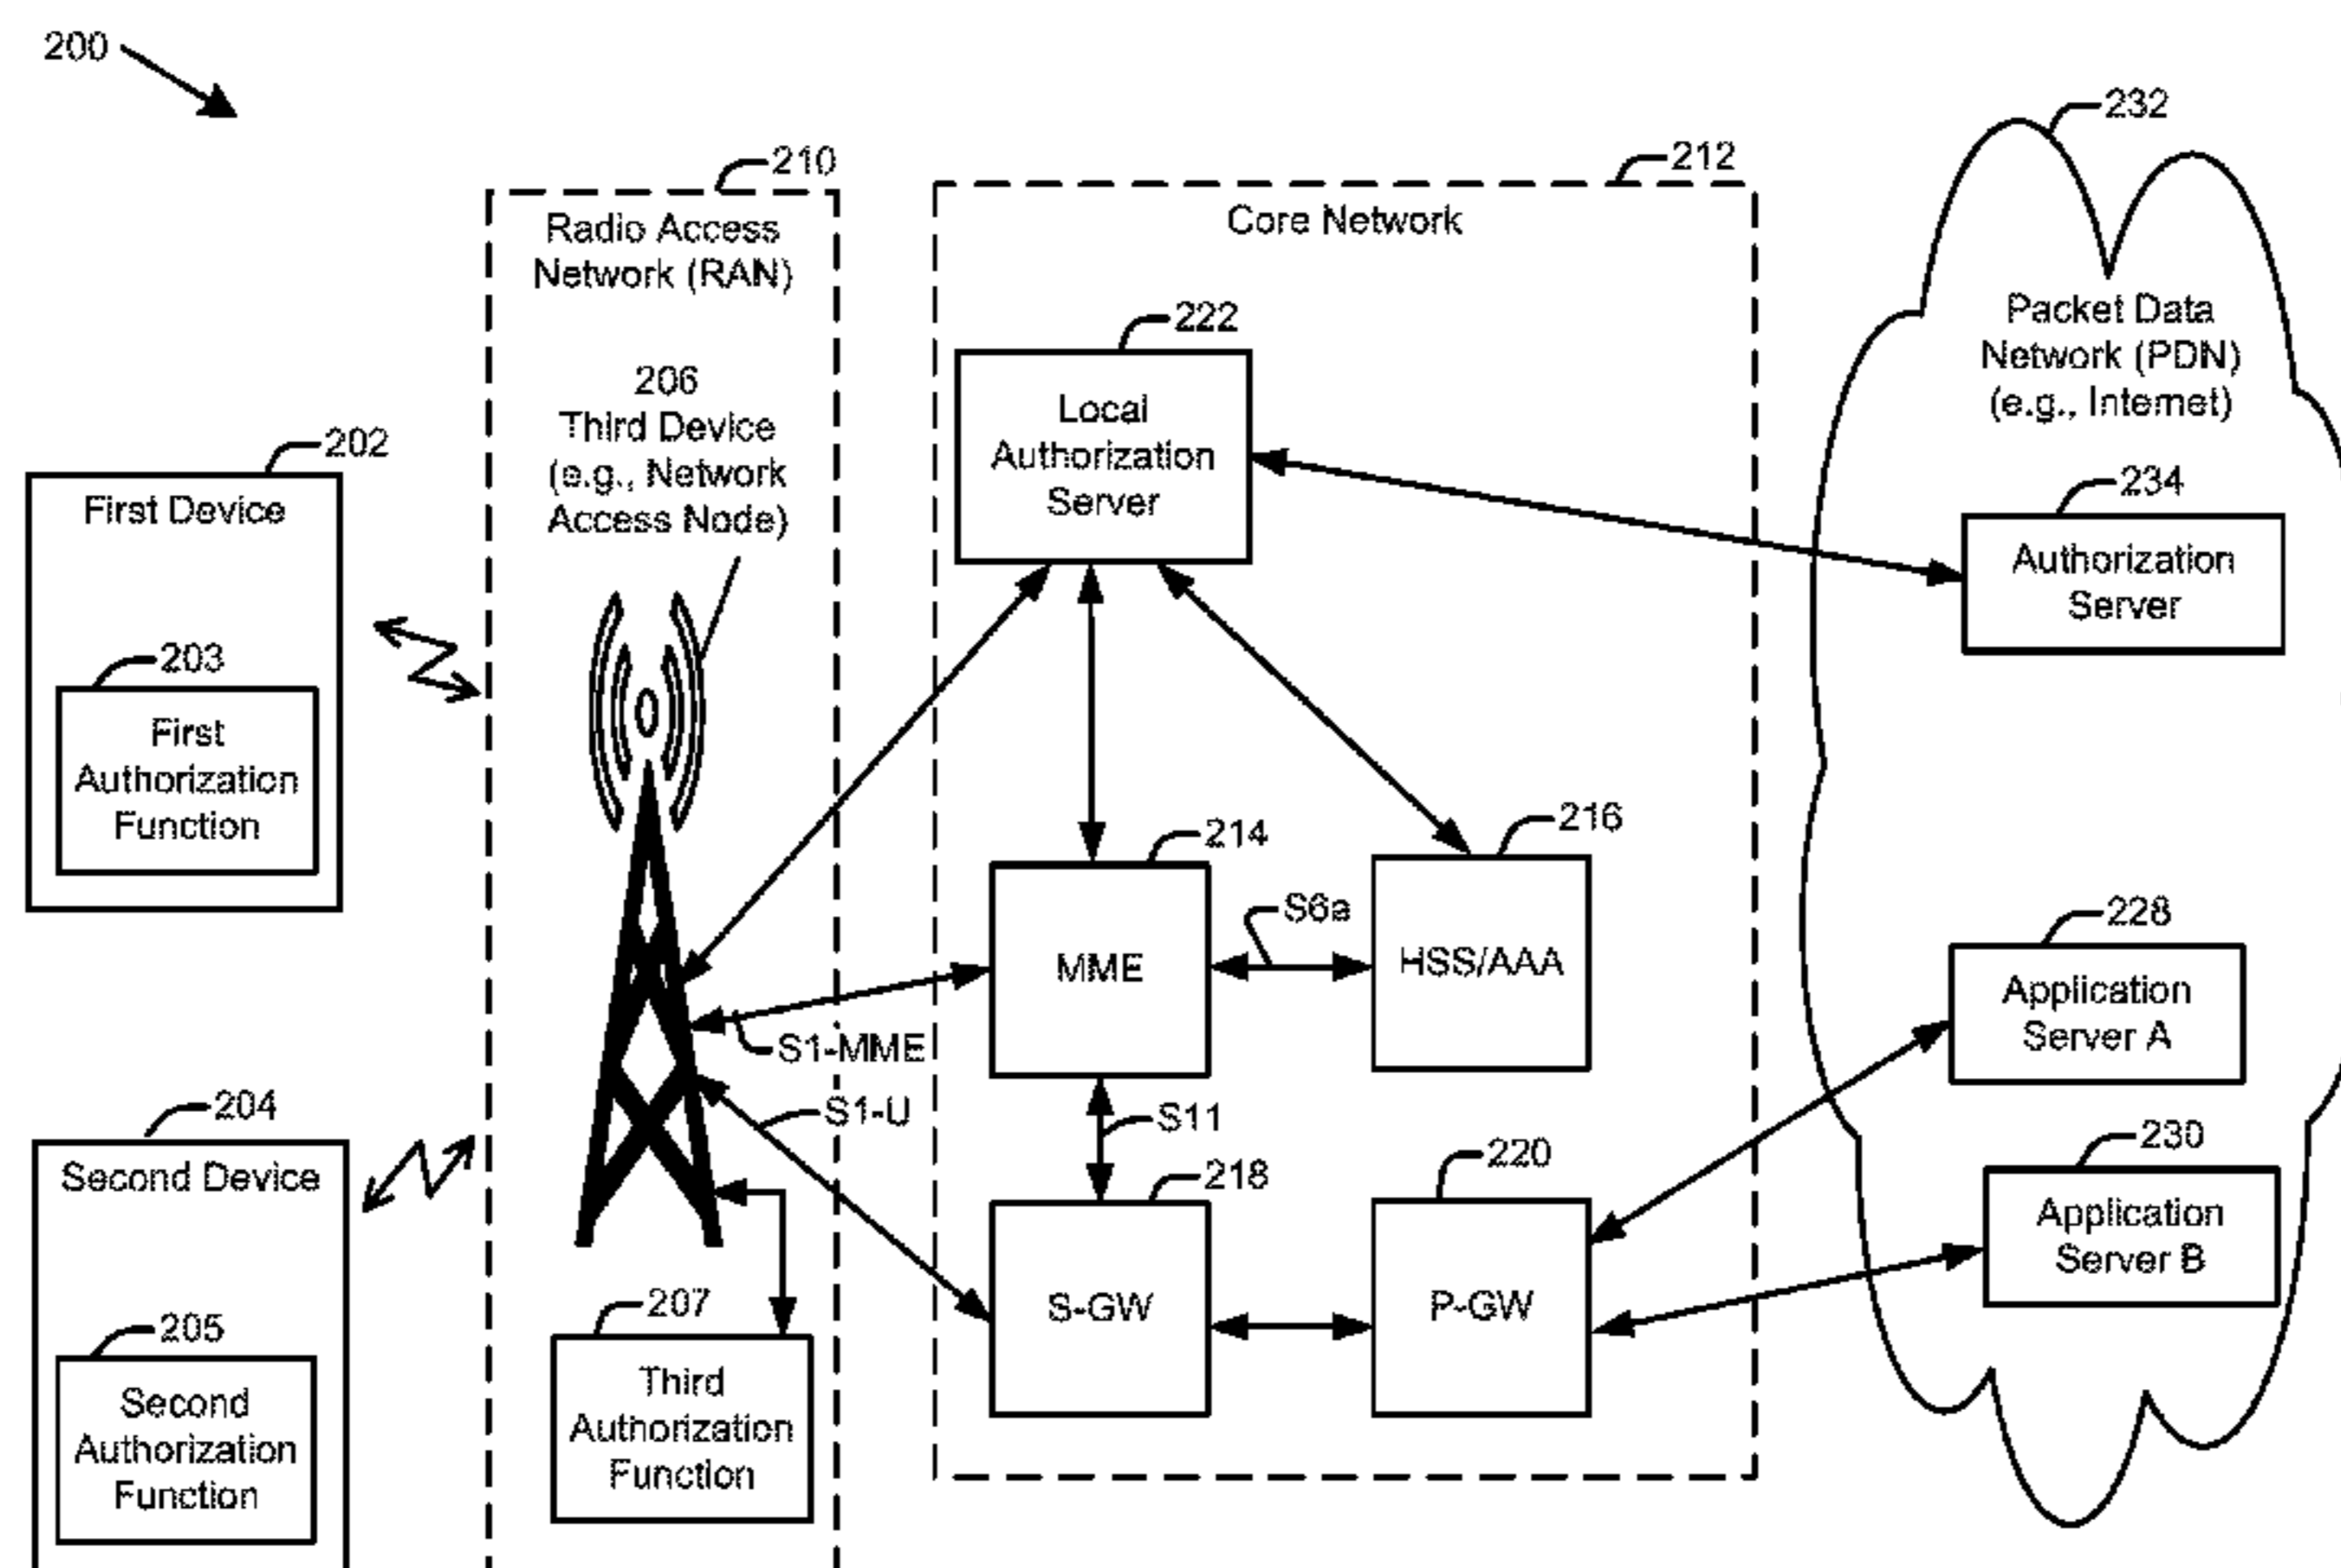 200
232
210
212
Radio Access
Network (RAN)
Core Network
Packet Data
Network (PDN)
(e.g., Internet)
222
206
Third Device
(e.g., Network
Access Node)
Local
Authorization
Server
202
First Device
234
Authorization
Server
203
First
Authorization
Function
214
216
S6a
MME
HSS/AAA
228
Application
Server A
S1-MME
S1-U
S11
204
Second Device
218
220
230
Application
Server B
S-GW
P-GW
207
Third
Authorization
Function
205
Second
Authorization
Function